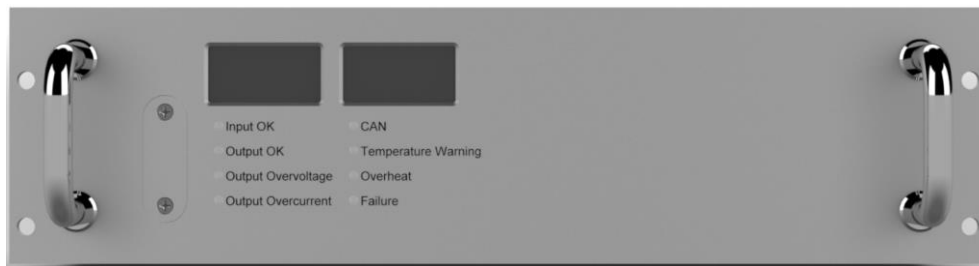 Input OK
Output OK
Output Overvoltage
Output Overcurrent
CAN
Temperature Warning
Overheat
Failure